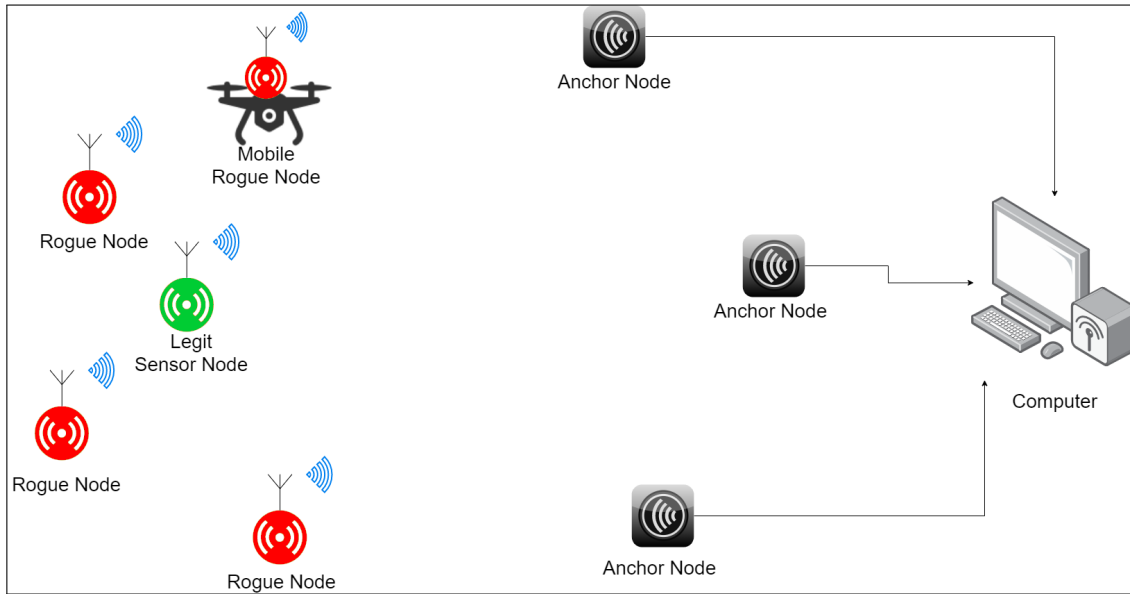 Anchor Node
Mobile
Rogue Node
Rogue Node
Anchor Node
Legit
Sensor Node
Computer
Rogue Node
Anchor Node
Rogue Node